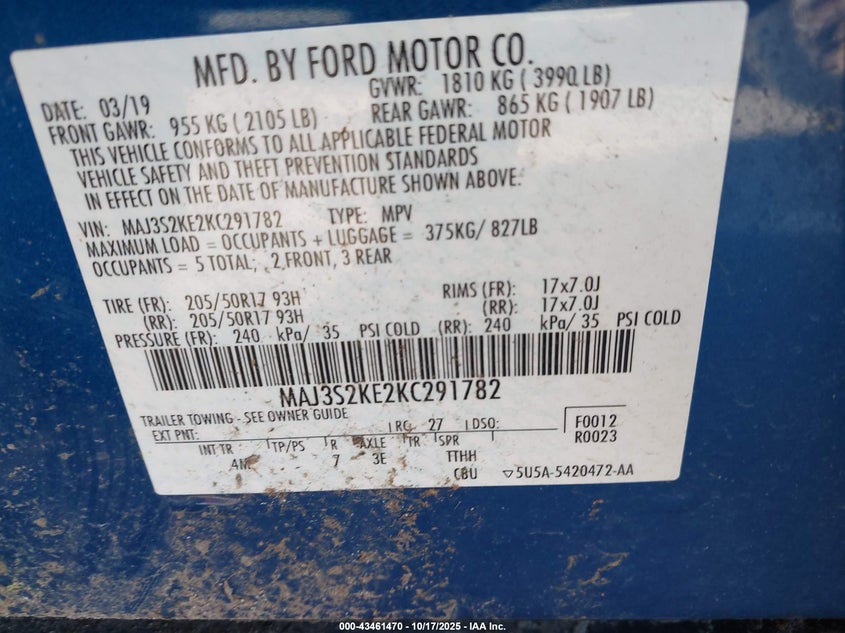 MFD. BY FORD MOTOR CO.
DATE: 03/19 GVWR: 1810 KG ( 3990 LB)
FRONT GAWR: 955 KG ( 2105 LB) REAR GAWR: 865 KG ( 1907 LB)
THIS VEHICLE CONFORMS TO ALL APPLICABLE FEDERAL MOTOR
VEHICLE SAFETY AND THEFT PREVENTION STANDARDS
IN EFFECT ON THE DATE OF MANUFACTURE SHOWN ABOVE.
VIN: MAJ3S2KE2KC291782 TYPE: MPV
MAXIMUM LOAD = OCCUPANTS + LUGGAGE = 375KG/ 827LB
OCCUPANTS = 5 TOTAL; 2 FRONT, 3 REAR
TIRE (FR): 205/50R17 93H RIMS (FR): 17x7.0J
(RR): 205/50R17 93H (RR): 17x7.0J
PRESSURE (FR): 240 kPa/ 35 PSI COLD (RR): 240 kPa/ 35 PSI COLD
MAJ3S2KE2KC291782
TRAILER TOWING - SEE OWNER GUIDE
EXT PNT: RC 27 DSO: F0012
R0023
INT TR TP/PS R AXLE TR SPR
4M 7 3E TTHH
CBU 5U5A-5420472-AA
000-43461470 - 10/17/2025 - IAA Inc.